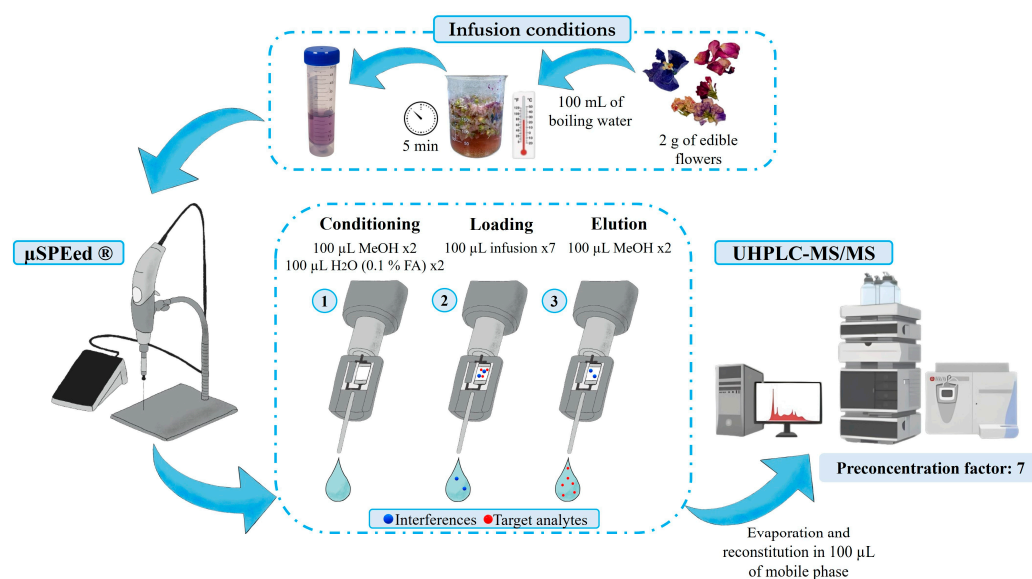 Infusion conditions
5 min
°F
°C
100 mL of
boiling water
2 g of edible
flowers
µSPEed ®
Conditioning
100 µL MeOH x2
100 µL H2O (0.1 % FA) x2
Loading
100 µL infusion x7
Elution
100 µL MeOH x2
1
2
3
Interferences
Target analytes
UHPLC-MS/MS
Preconcentration factor: 7
Evaporation and
reconstitution in 100 µL
of mobile phase